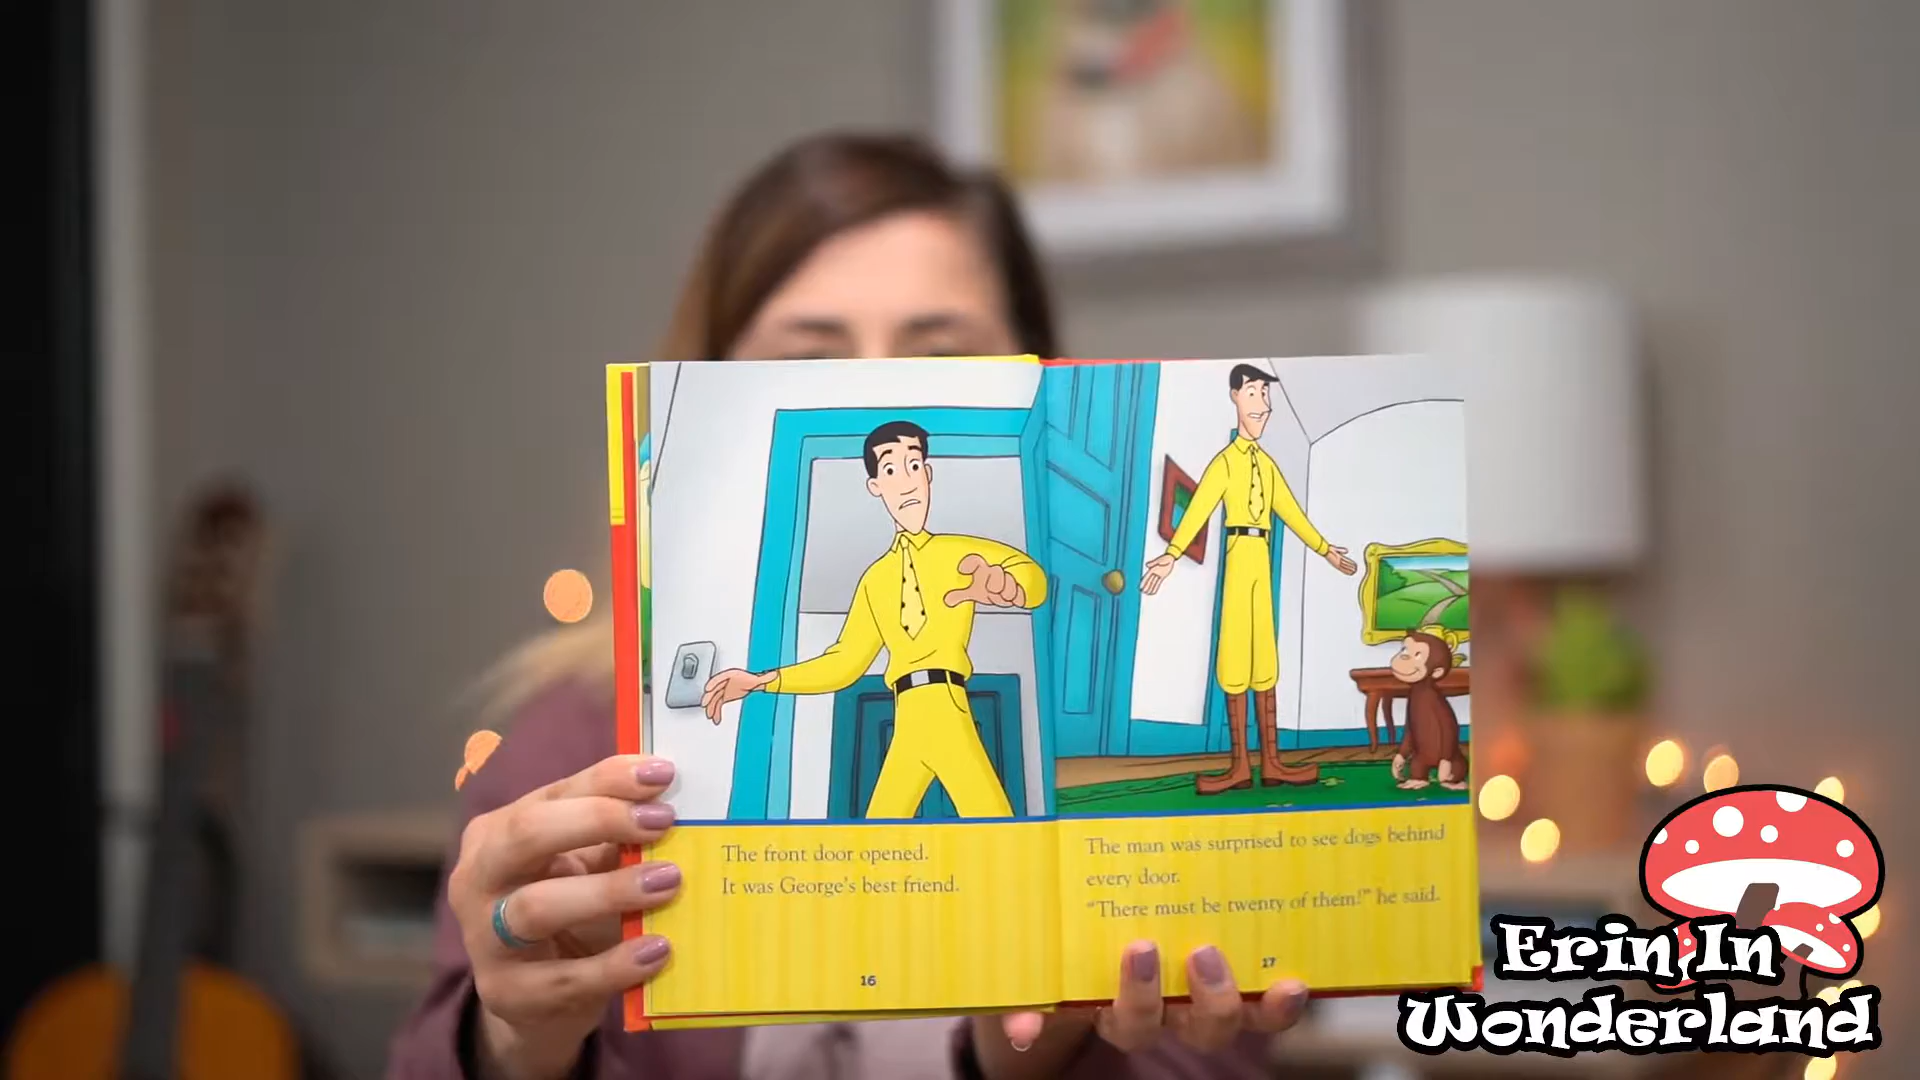 The front door opened.
It was George's best friend.
16
The man was surprised to see dogs behind
every door.
"There must be twenty of them!" he said.
17
Erin In
Wonderland